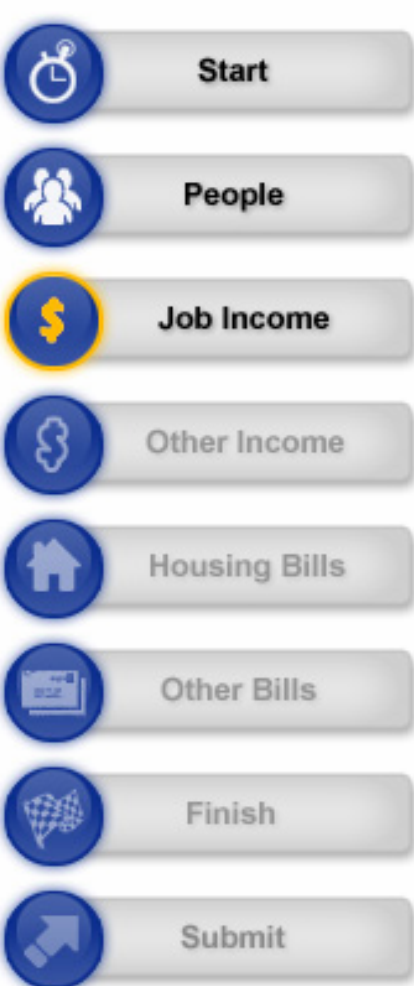 Start
People
Job Income
Other Income
Housing Bills
Other Bills
Finish
Submit